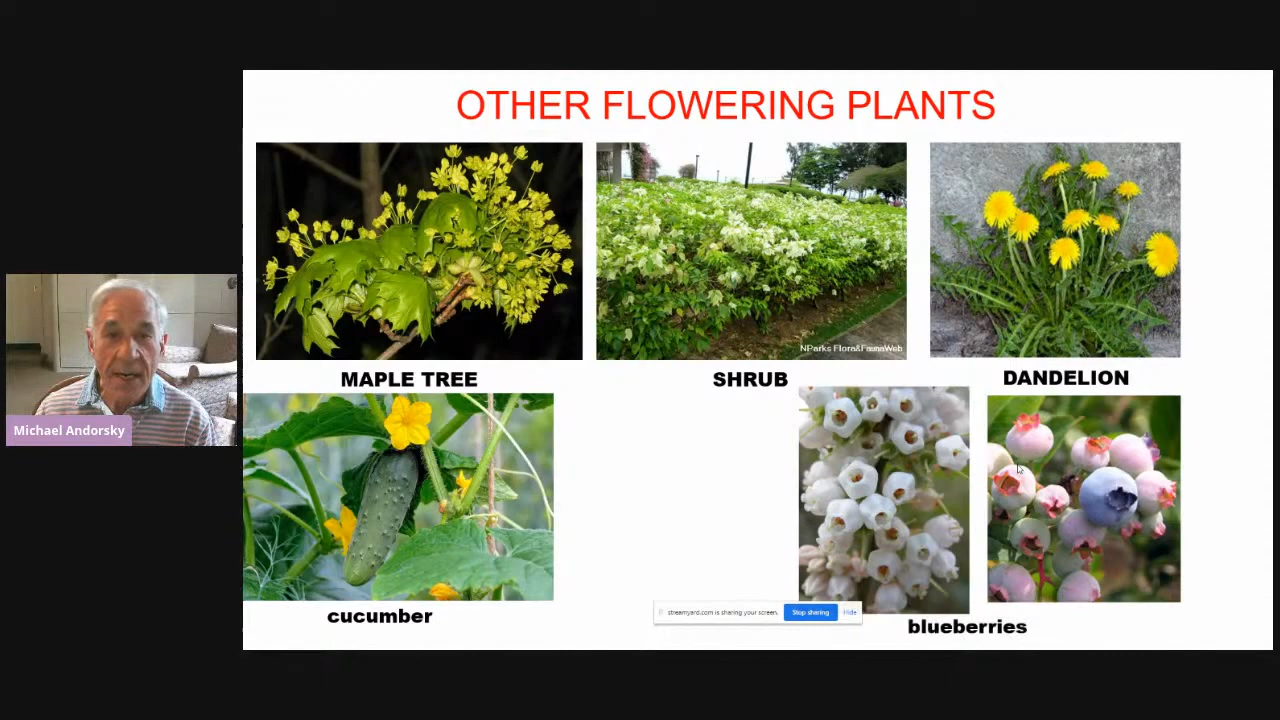 OTHER FLOWERING PLANTS
NParks Flora&FaunaWeb
MAPLE TREE
SHRUB
DANDELION
Michael Andorsky
cucumber
streamyard.com is sharing your screen.
Stop sharing
Hide
blueberries